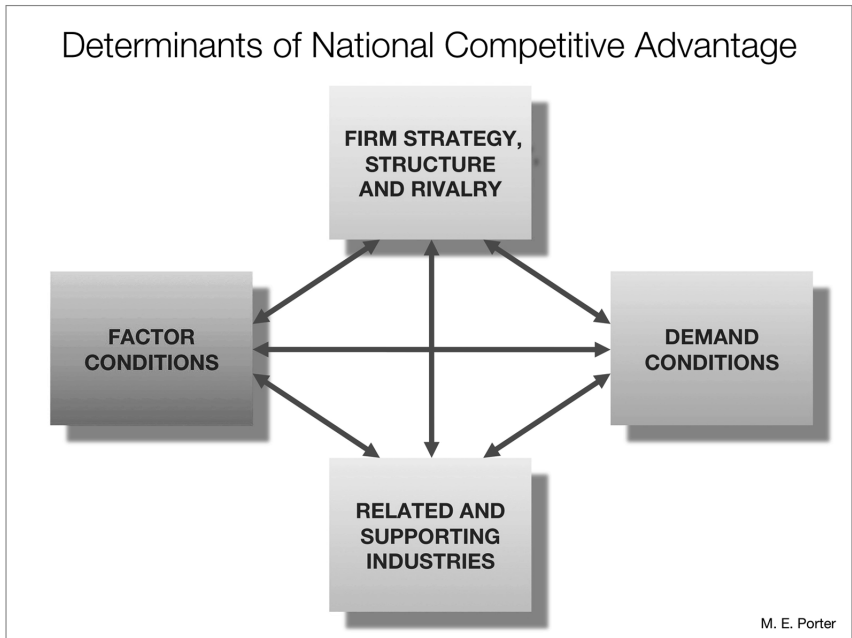 Determinants of National Competitive Advantage
FIRM STRATEGY,
STRUCTURE
AND RIVALRY
FACTOR
CONDITIONS
DEMAND
CONDITIONS
RELATED AND
SUPPORTING
INDUSTRIES
M. E. Porter